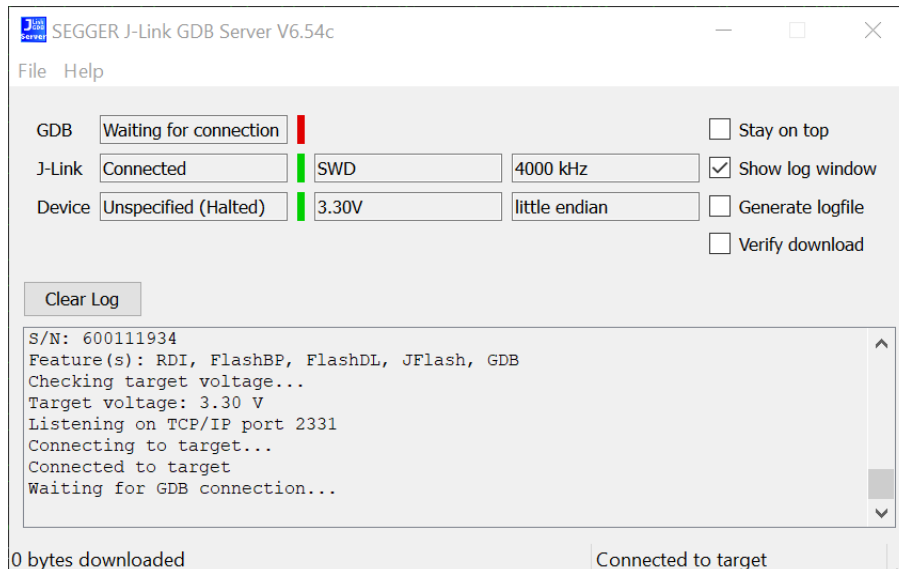 J-Link GDB Server SEGGER J-Link GDB Server V6.54c
File Help
GDB Waiting for connection Stay on top
J-Link Connected SWD 4000 kHz Show log window
Device Unspecified (Halted) 3.30V little endian Generate logfile
Verify download
Clear Log
S/N: 600111934
Feature(s): RDI, FlashBP, FlashDL, JFlash, GDB
Checking target voltage...
Target voltage: 3.30 V
Listening on TCP/IP port 2331
Connecting to target...
Connected to target
Waiting for GDB connection...
0 bytes downloaded Connected to target